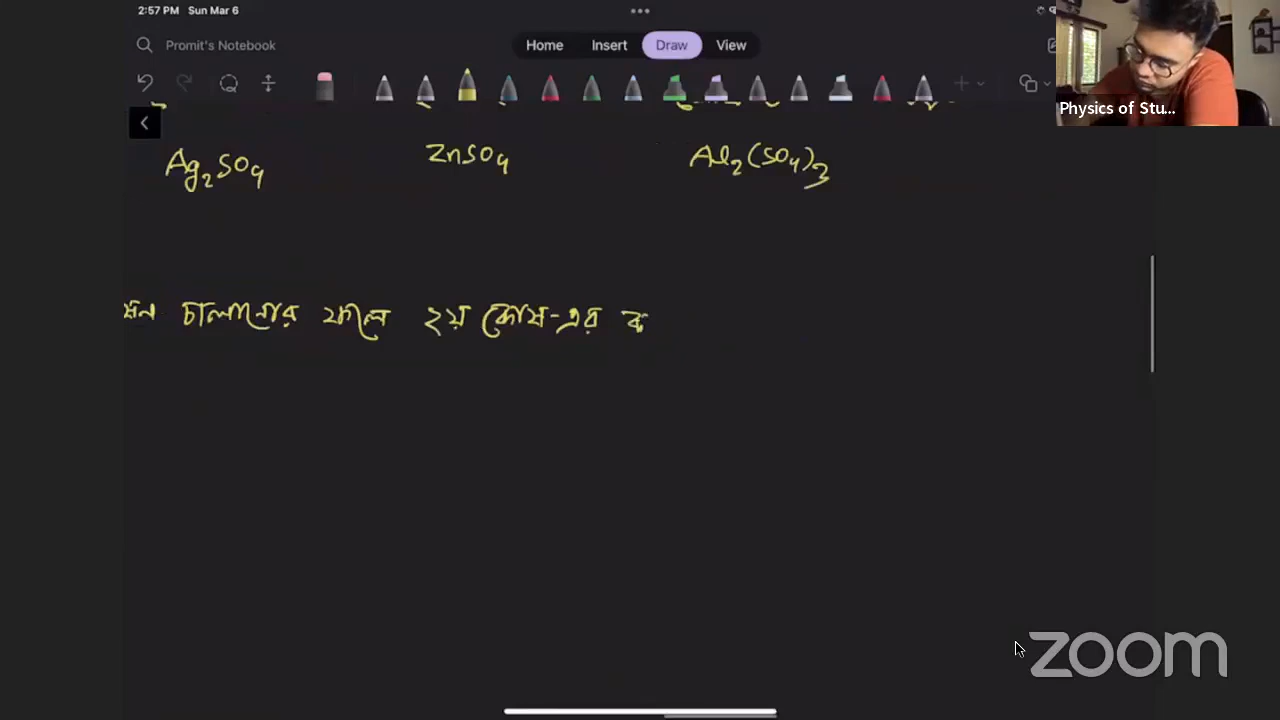 2:57 PM Sun Mar 6
Promit's Notebook
Home Insert Draw View
Physics of Stu...
Ag₂SO₄ ZnSO₄ Al₂(SO₄)₃
চালানোর ফলে ২য় কোষ-এর ক
zoom